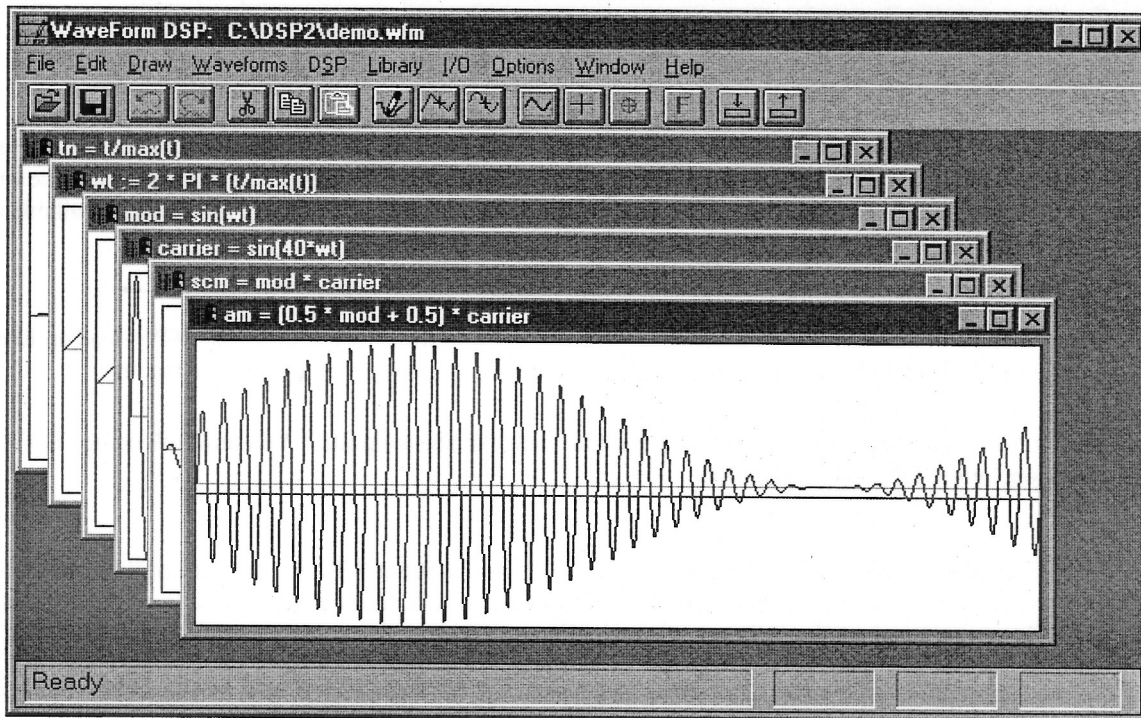 WaveForm DSP: C:\DSP2\demo.wfm
File Edit Draw Waveforms DSP Library I/O Options Window Help
F
tn = t/max(t)
wt := 2 * PI * (t/max(t))
mod = sin(wt)
carrier = sin(40*wt)
scm = mod * carrier
am = (0.5 * mod + 0.5) * carrier
Ready